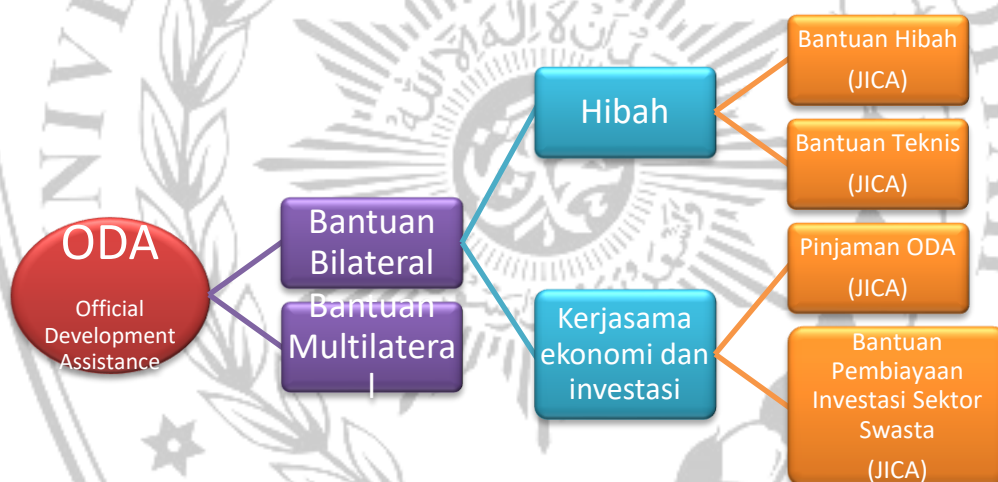 ODA
Official
Development
Assistance
Bantuan
Bilateral
Bantuan
Multilatera
l
Hibah
Kerjasama
ekonomi dan
investasi
Bantuan Hibah
(JICA)
Bantuan Teknis
(JICA)
Pinjaman ODA
(JICA)
Bantuan
Pembiayaan
Investasi Sektor
Swasta
(JICA)